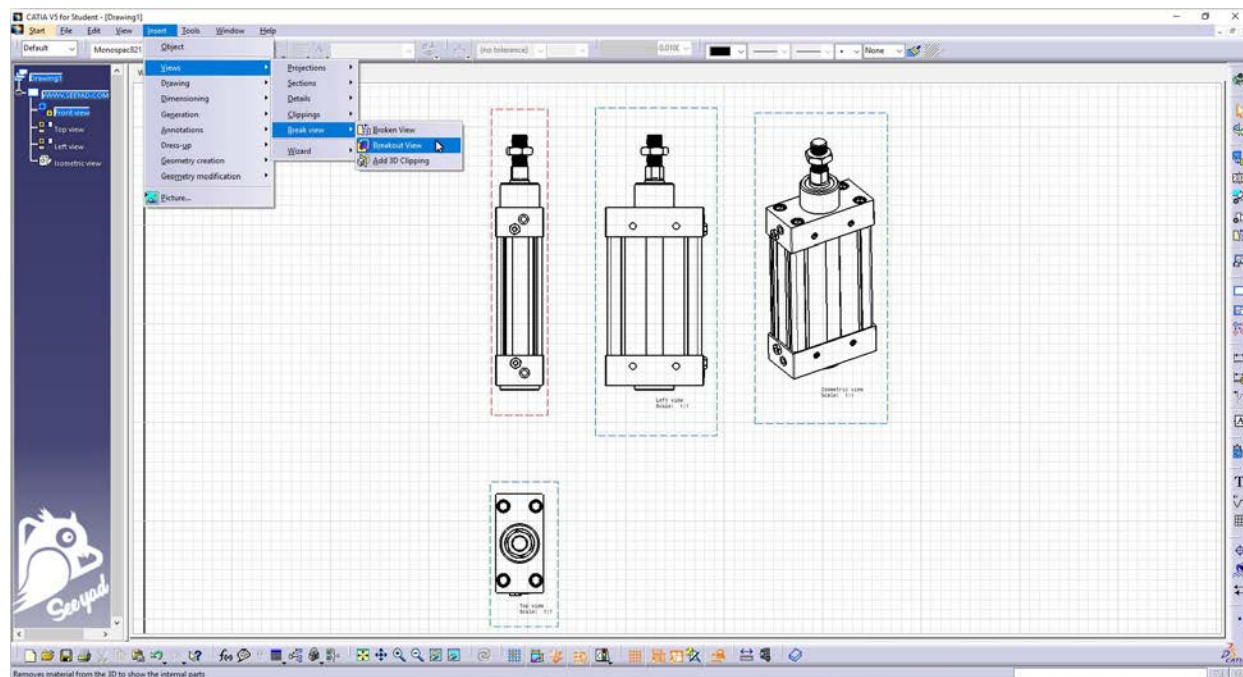 CATIA V5 for Student - [Drawing1]
Start File Edit View Insert Tools Window Help
Default Monospac821 (no tolerance) 0.010( None
Drawing1
WWW.SEEYAD.COM
Front view
Top view
Left view
Isometric view
Object
Views
Drawing
Dimensioning
Generation
Annotations
Dress-up
Geometry creation
Geometry modification
Picture...
Projections
Sections
Details
Clippings
Break view
Wizard
Broken View
Breakout View
Add 3D Clipping
Left view
Scale: 1:1
Isometric view
Scale: 1:1
Top view
Scale: 1:1
Seeyad
Removes material from the 3D to show the internal parts